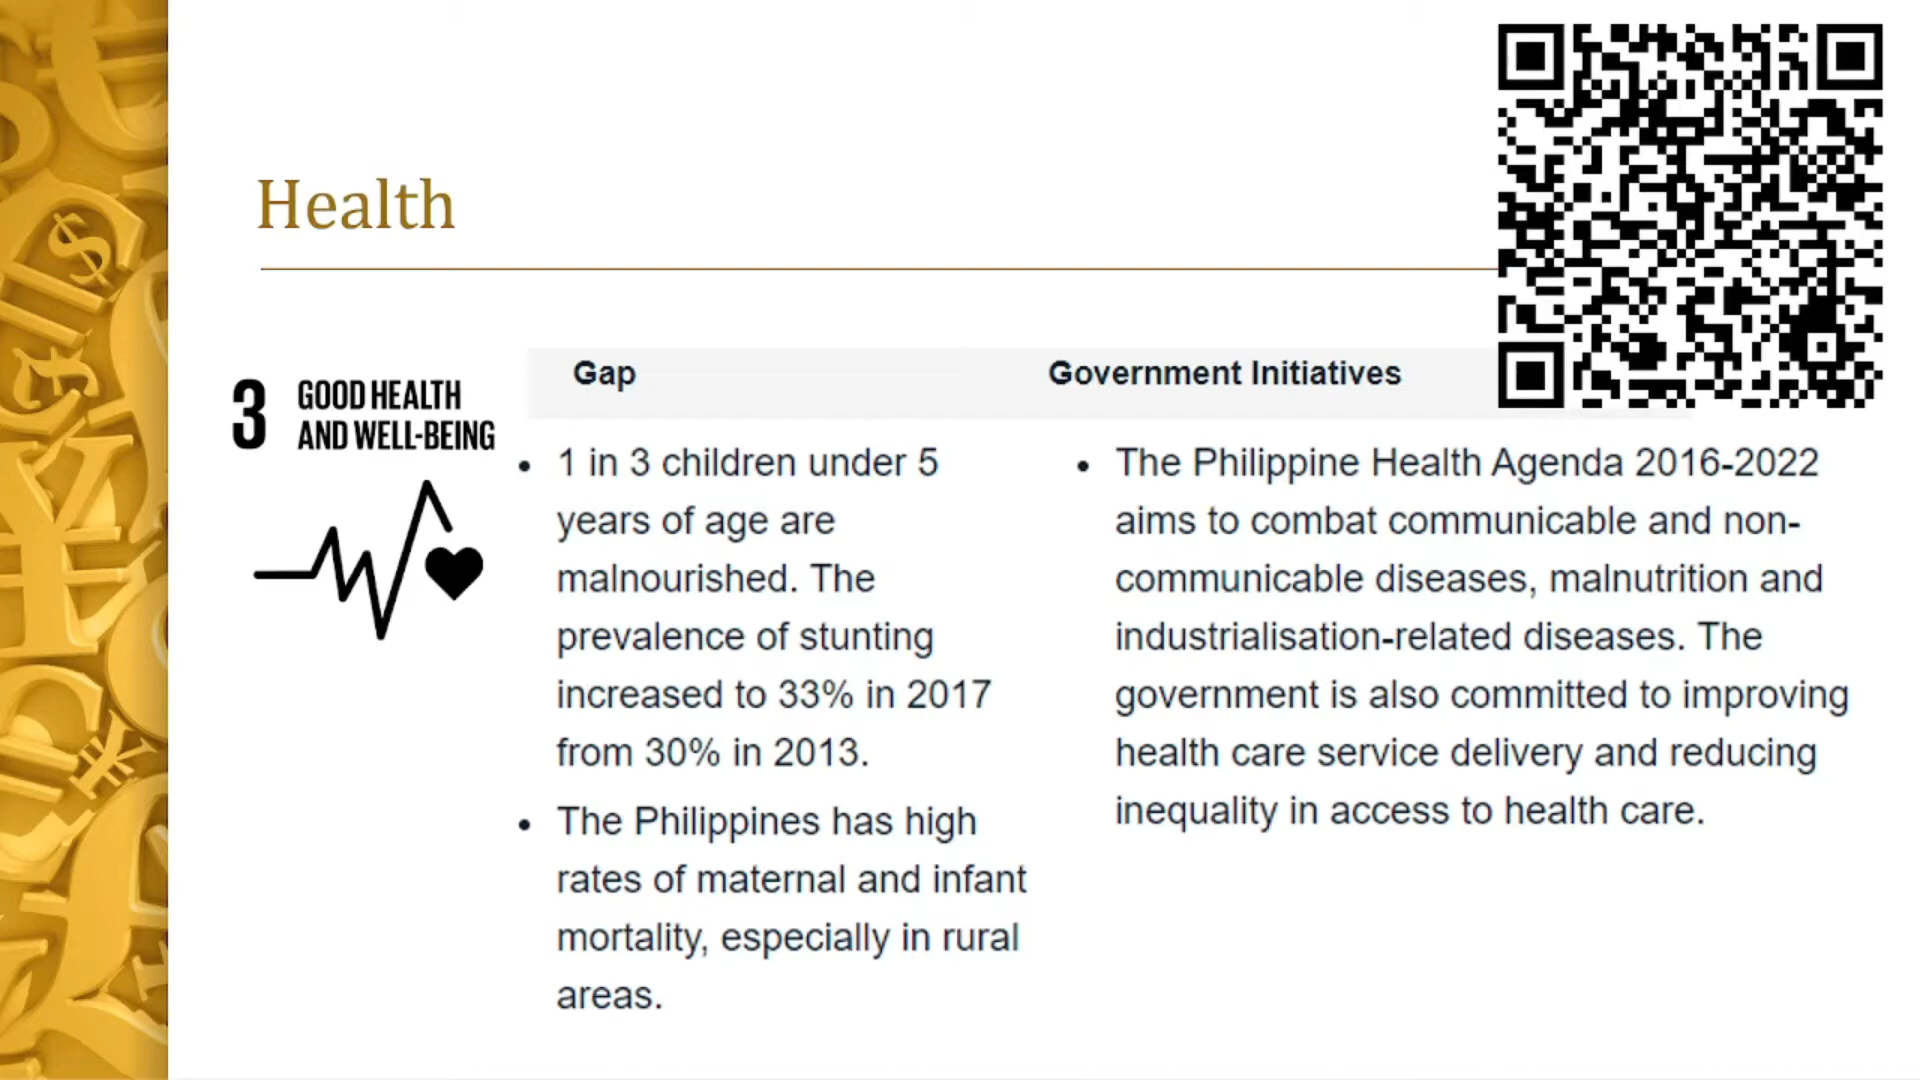 Health
3 GOOD HEALTH
AND WELL-BEING
Gap
Government Initiatives
• 1 in 3 children under 5
years of age are
malnourished. The
prevalence of stunting
increased to 33% in 2017
from 30% in 2013.
• The Philippines has high
rates of maternal and infant
mortality, especially in rural
areas.
• The Philippine Health Agenda 2016-2022
aims to combat communicable and non-
communicable diseases, malnutrition and
industrialisation-related diseases. The
government is also committed to improving
health care service delivery and reducing
inequality in access to health care.